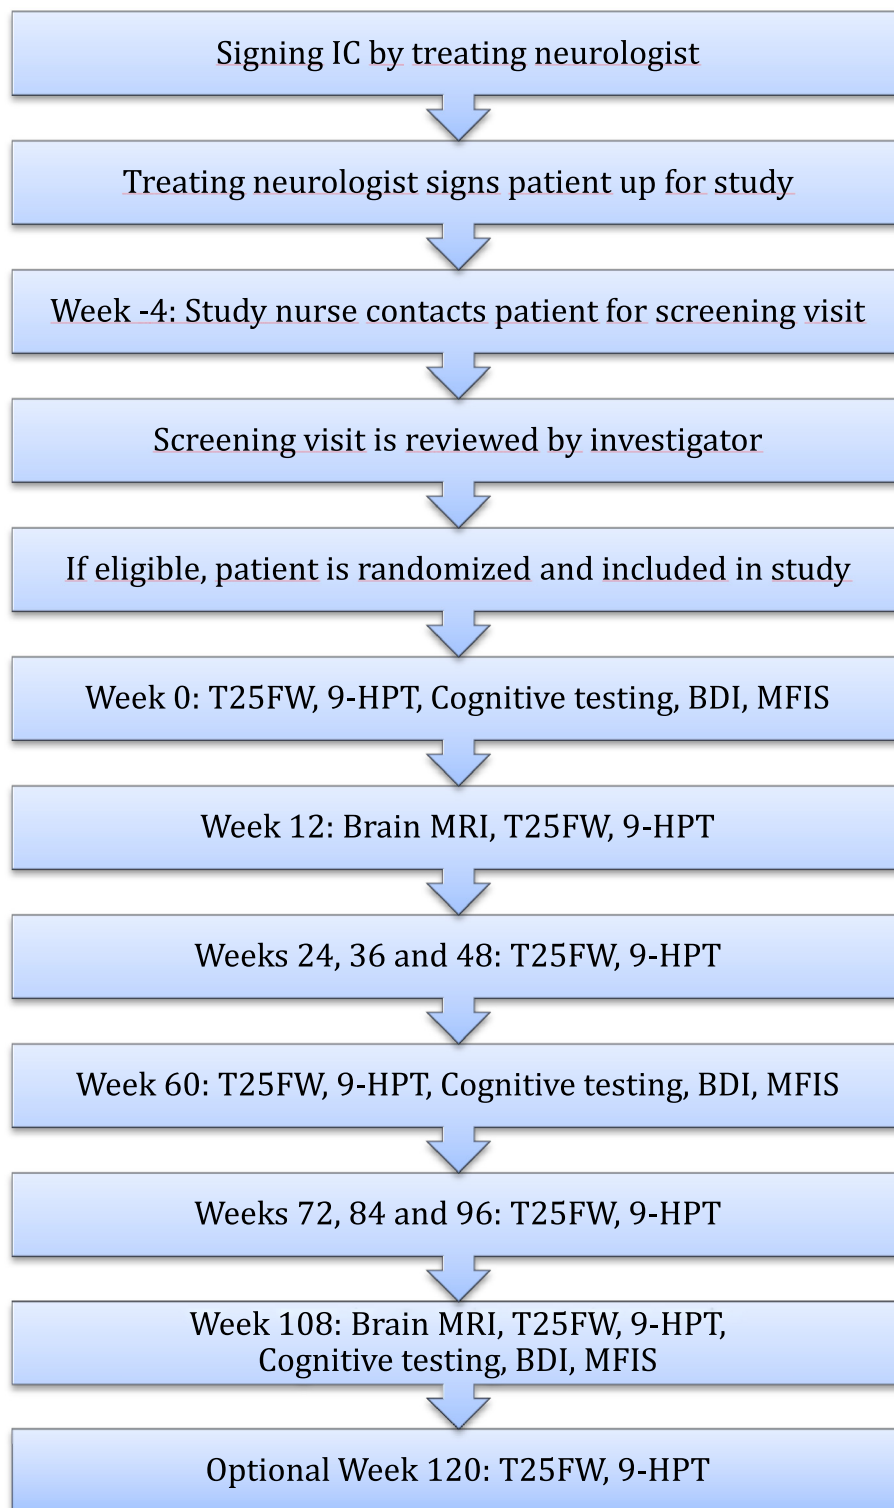 Signing IC by treating neurologist
Treating neurologist signs patient up for study
Week -4: Study nurse contacts patient for screening visit
Screening visit is reviewed by investigator
If eligible, patient is randomized and included in study
Week 0: T25FW, 9-HPT, Cognitive testing, BDI, MFIS
Week 12: Brain MRI, T25FW, 9-HPT
Weeks 24, 36 and 48: T25FW, 9-HPT
Week 60: T25FW, 9-HPT, Cognitive testing, BDI, MFIS
Weeks 72, 84 and 96: T25FW, 9-HPT
Week 108: Brain MRI, T25FW, 9-HPT,
Cognitive testing, BDI, MFIS
Optional Week 120: T25FW, 9-HPT